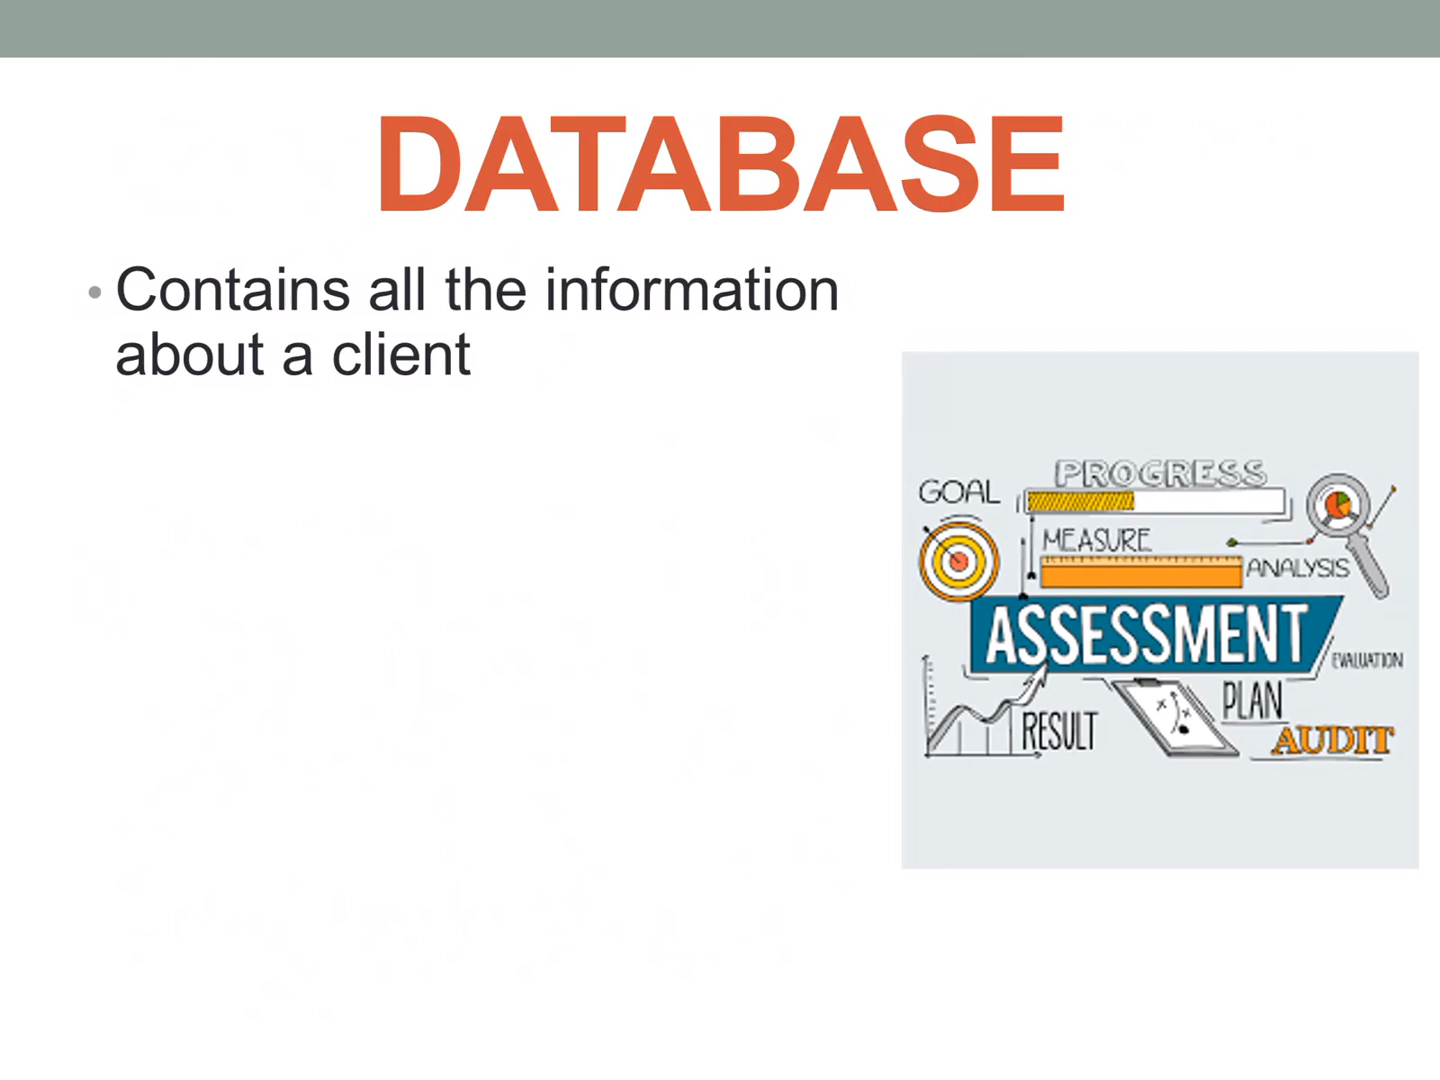 DATABASE
• Contains all the information
about a client
PROGRESS
GOAL
MEASURE
ANALYSIS
ASSESSMENT
EVALUATION
PLAN
RESULT
AUDIT